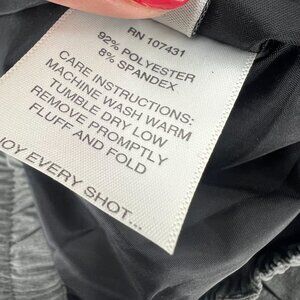 RN 107431
92% POLYESTER
8% SPANDEX
CARE INSTRUCTIONS:
MACHINE WASH WARM
TUMBLE DRY LOW
REMOVE PROMPTLY
FLUFF AND FOLD
EVERY SHOT...